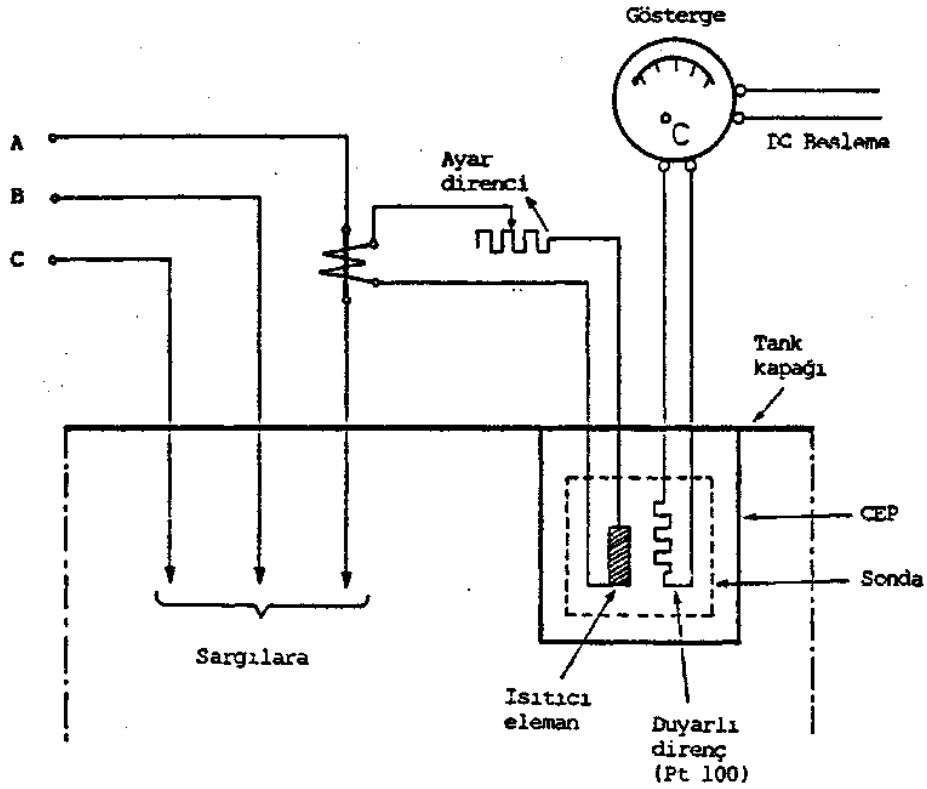 Gösterge
C
DC Besleme
A
B
C
Ayar
direnci
Tank
kapağı
CEP
Sonda
Sargılara
Isıtıcı
eleman
Duyarlı
direnç
(Pt 100)